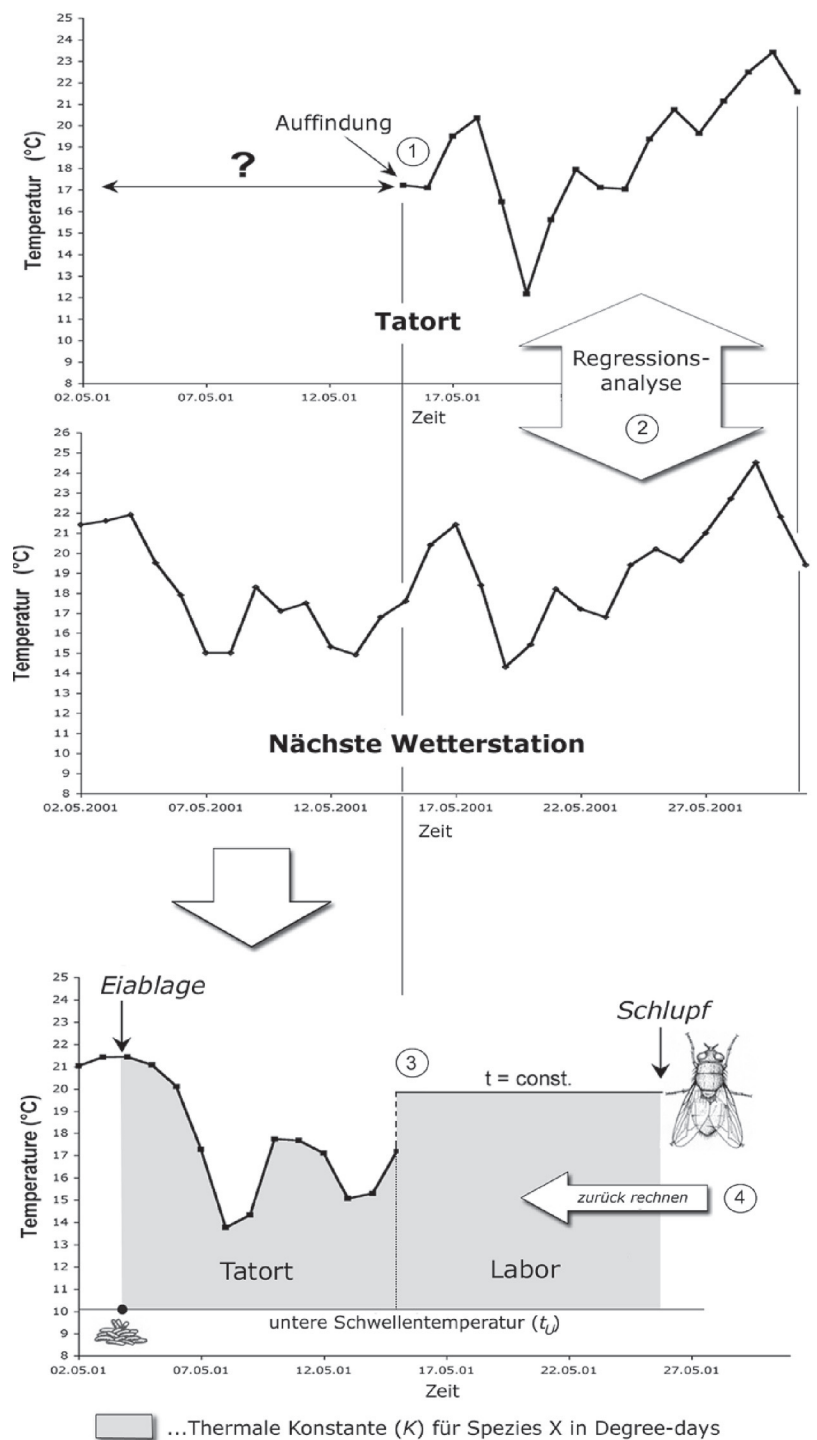 25
24
23
22
21
20
19
18
17
16
15
14
13
12
11
10
9
8
Temperatur (°C)
Auffindung
1
?
Tatort
Regressions-
analyse
2
02.05.01 07.05.01 12.05.01 17.05.01
Zeit
26
25
24
23
22
21
20
19
18
17
16
15
14
13
12
11
10
9
8
Temperatur (°C)
Nächste Wetterstation
02.05.2001 07.05.2001 12.05.2001 17.05.2001 22.05.2001 27.05.2001
Zeit
25
24
23
22
21
20
19
18
17
16
15
14
13
12
11
10
9
8
Temperature (°C)
Eiablage
Schlupf
3
t = const.
zurück rechnen
4
Tatort
Labor
untere Schwellentemperatur (tU)
02.05.01 07.05.01 12.05.01 17.05.01 22.05.01 27.05.01
Zeit
...Thermale Konstante (K) für Spezies X in Degree-days